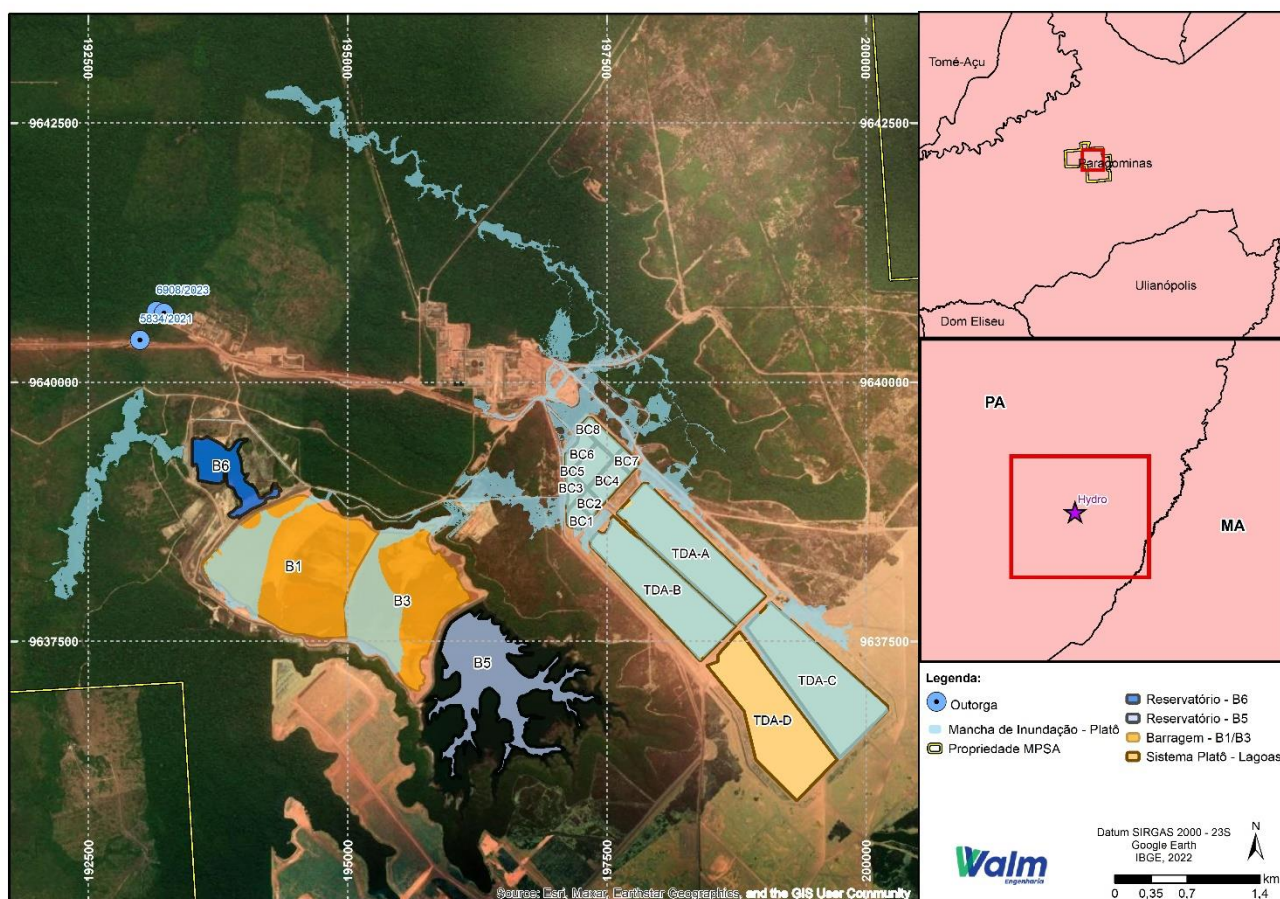 192500
195000
197500
200000
9642500
9642500
6908/2023
5834/2021
9640000
9640000
BC8
BC6
BC7
BC5
BC4
BC3
BC2
BC1
B6
TDA-A
B1
TDA-B
B3
9637500
9637500
B5
TDA-C
TDA-D
192500
195000
197500
200000
Source: Esri, Maxar, Earthstar Geographics, and the GIS User Community
Tomé-Açu
Paragominas
Ulianópolis
Dom Eliseu
PA
Hydro
MA
Legenda:
Outorga
Mancha de Inundação - Platô
Propriedade MPSA
Reservatório - B6
Reservatório - B5
Barragem - B1/B3
Sistema Platô - Lagoas
Walm
Engenharia
Datum SIRGAS 2000 - 23S
Google Earth
IBGE, 2022
N
km
0 0,35 0,7 1,4